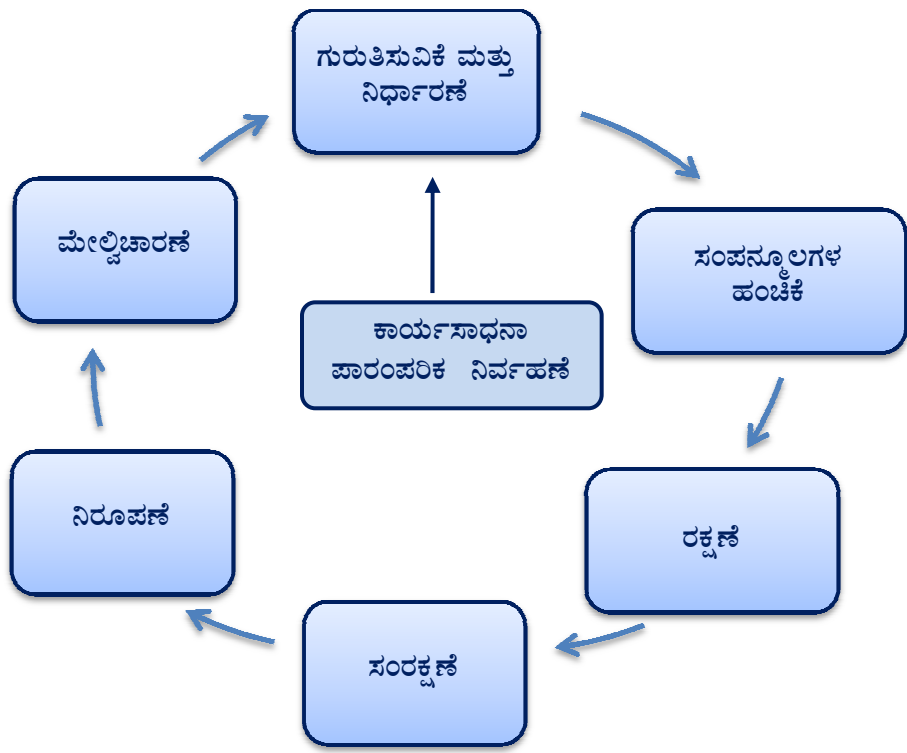 ಗುರುತಿಸುವಿಕೆ ಮತ್ತು
ನಿರ್ಧಾರಣೆ
ಸಂಪನ್ಮೂಲಗಳ
ಹಂಚಿಕೆ
ರಕ್ಷಣೆ
ಸಂರಕ್ಷಣೆ
ನಿರೂಪಣೆ
ಮೇಲ್ವಿಚಾರಣೆ
ಕಾರ್ಯಸಾಧನಾ
ಪಾರಂಪರಿಕ ನಿರ್ವಹಣೆ